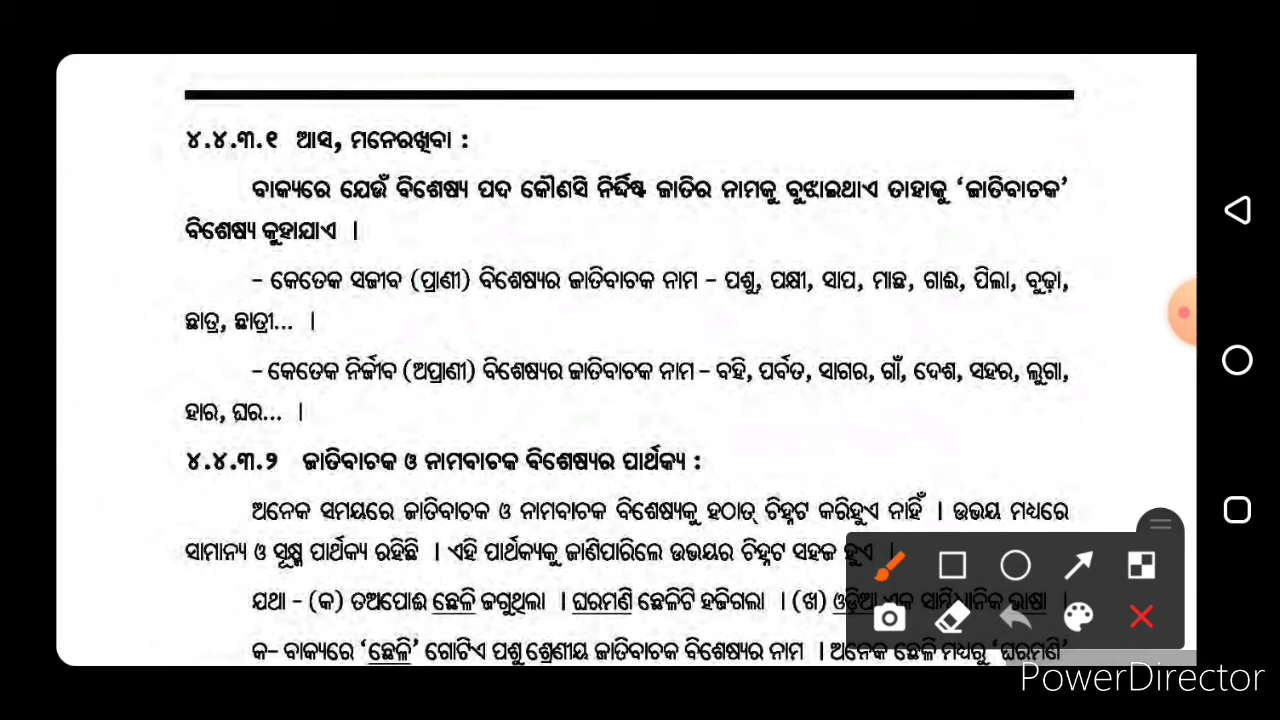 ୪.୪.୩.୧ ଆସ, ମନେରଖିବା :
ବାକ୍ୟରେ ଯେଉଁ ବିଶେଷ୍ୟ ପଦ କୌଣସି ନିର୍ଦ୍ଦିଷ୍ଟ ଜାତିର ନାମକୁ ବୁଝାଇଥାଏ ତାହାକୁ ‘ଜାତିବାଚକ’
ବିଶେଷ୍ୟ କୁହାଯାଏ ।
- କେତେକ ସଜୀବ (ପ୍ରାଣୀ) ବିଶେଷ୍ୟର ଜାତିବାଚକ ନାମ - ପଶୁ, ପକ୍ଷୀ, ସାପ, ମାଛ, ଗାଈ, ପିଲା, ବୁଢ଼ା,
ଛାତ୍ର, ଛାତ୍ରୀ... ।
- କେତେକ ନିର୍ଜୀବ (ଅପ୍ରାଣୀ) ବିଶେଷ୍ୟର ଜାତିବାଚକ ନାମ - ବହି, ପର୍ବତ, ସାଗର, ଗାଁ, ଦେଶ, ସହର, ଲୁଗା,
ହାର, ଘର... ।
୪.୪.୩.୨ ଜାତିବାଚକ ଓ ନାମବାଚକ ବିଶେଷ୍ୟର ପାର୍ଥକ୍ୟ :
ଅନେକ ସମୟରେ ଜାତିବାଚକ ଓ ନାମବାଚକ ବିଶେଷ୍ୟକୁ ହଠାତ୍ ଚିହ୍ନଟ କରିହୁଏ ନାହିଁ । ଉଭୟ ମଧ୍ୟରେ
ସାମାନ୍ୟ ଓ ସୂକ୍ଷ୍ମ ପାର୍ଥକ୍ୟ ରହିଛି । ଏହି ପାର୍ଥକ୍ୟକୁ ଜାଣିପାରିଲେ ଉଭୟର ଚିହ୍ନଟ ସହଜ ହୁଏ ।
ଯଥା - (କ) ତଅପୋଈ ଛେଳି ଜଗୁଥିଲା । ଘରମଣି ଛେଳିଟି ହଜିଗଲା । (ଖ) ଓଡ଼ିଆ ଏକ ସାମ୍ବିଧାନିକ ଭାଷା ।
କ- ବାକ୍ୟରେ ‘ଛେଳି’ ଗୋଟିଏ ପଶୁ ଶ୍ରେଣୀୟ ଜାତିବାଚକ ବିଶେଷ୍ୟର ନାମ । ଅନେକ ଛେଳି ମଧ୍ୟରୁ ‘ଘରମଣି’
PowerDirector